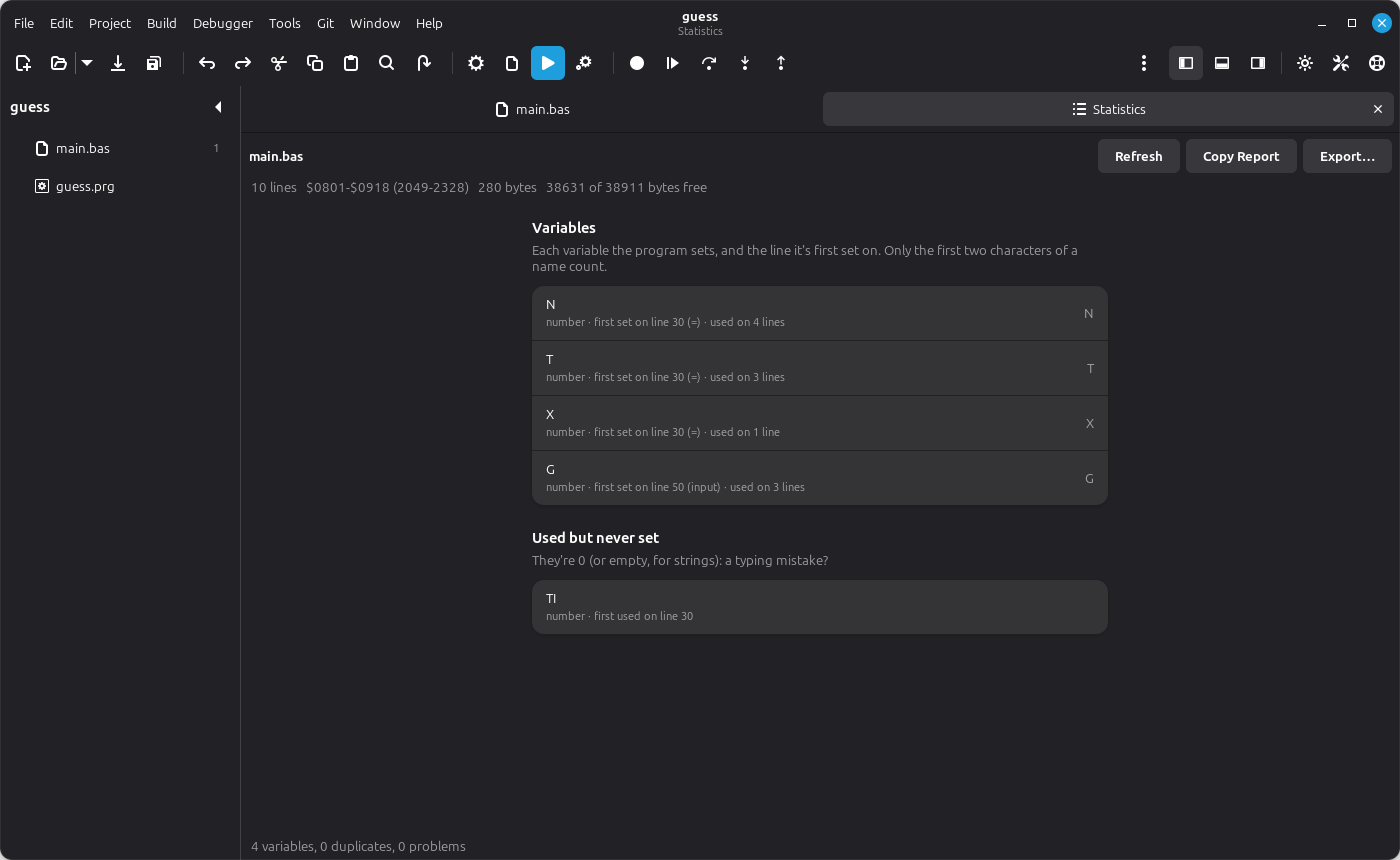 File Edit Project Build Debugger Tools Git Window Help
guess
Statistics
guess
main.bas 1
guess.prg
main.bas
Statistics
main.bas
Refresh Copy Report Export...
10 lines $0801-$0918 (2049-2328) 280 bytes 38631 of 38911 bytes free
Variables
Each variable the program sets, and the line it's first set on. Only the first two characters of a
name count.
N
number · first set on line 30 (=) · used on 4 lines
N
T
number · first set on line 30 (=) · used on 3 lines
T
X
number · first set on line 30 (=) · used on 1 line
X
G
number · first set on line 50 (input) · used on 3 lines
G
Used but never set
They're 0 (or empty, for strings): a typing mistake?
TI
number · first used on line 30
4 variables, 0 duplicates, 0 problems